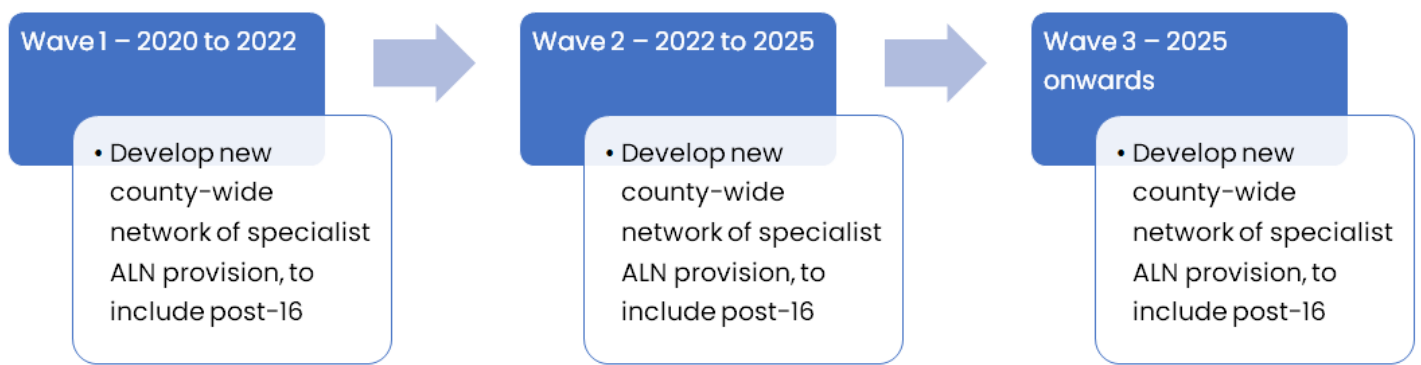 Wave 1 – 2020 to 2022
• Develop new
county-wide
network of specialist
ALN provision, to
include post-16
Wave 2 – 2022 to 2025
• Develop new
county-wide
network of specialist
ALN provision, to
include post-16
Wave 3 – 2025
onwards
• Develop new
county-wide
network of specialist
ALN provision, to
include post-16